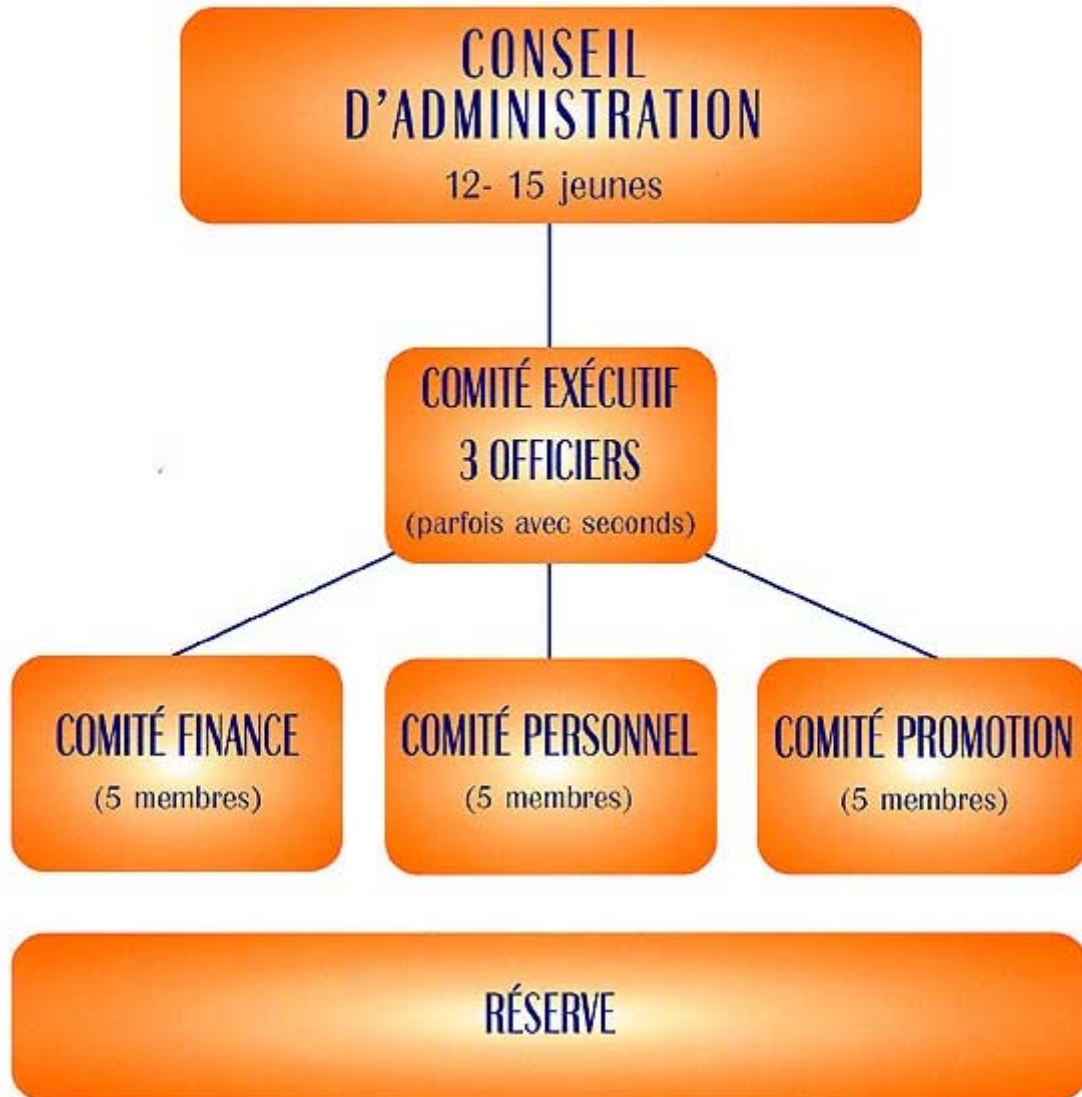 CONSEIL
D'ADMINISTRATION
12- 15 jeunes
COMITÉ EXÉCUTIF
3 OFFICIERS
(parfois avec seconds)
COMITÉ FINANCE
(5 membres)
COMITÉ PERSONNEL
(5 membres)
COMITÉ PROMOTION
(5 membres)
RÉSERVE